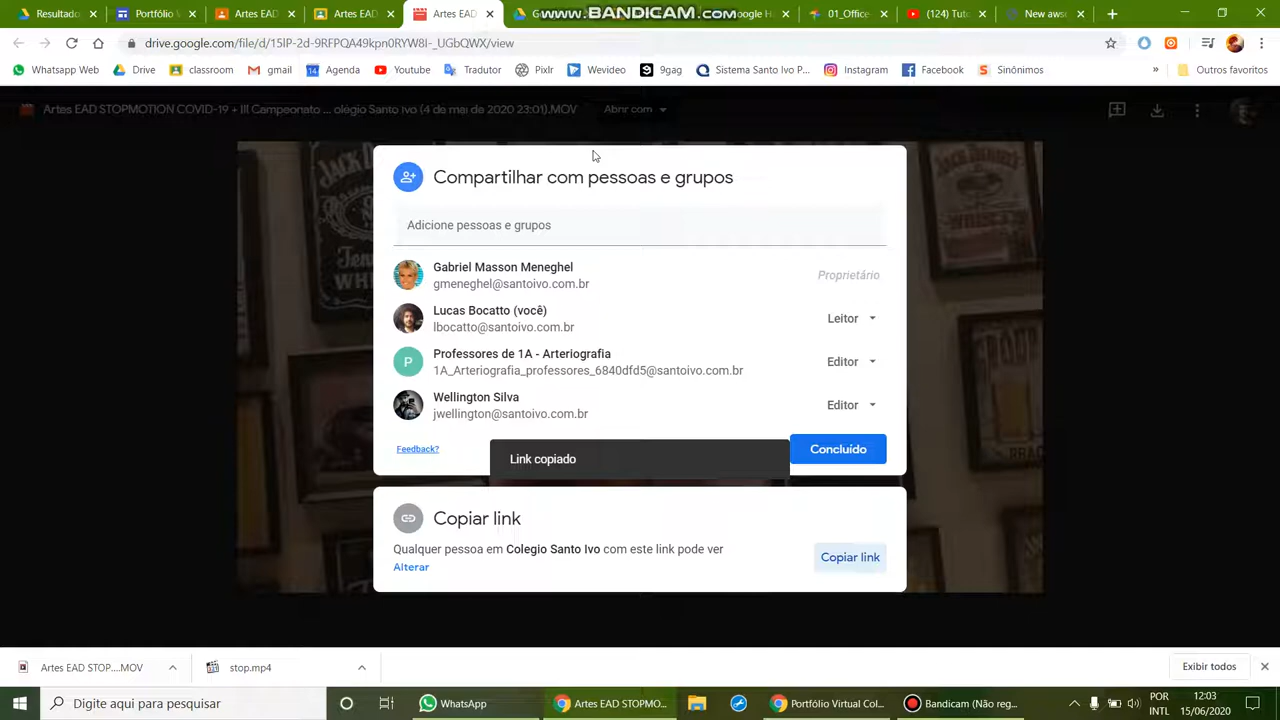 Resultado
Portfólio V
Artes EAD
Artes EAD
Artes EAD
G
www.BANDICAM.com
oogle H
01_Office
(124) Tuto
New awso
drive.google.com/file/d/15IP-2d-9RFPQA49kpn0RYW8I-_UGbQWX/view
Whatsapp Web
Drive
classroom
gmail
Agenda
Youtube
Tradutor
Pixlr
Wevideo
9gag
Sistema Santo Ivo P...
Instagram
Facebook
Sinónimos
»
Outros favoritos
Artes EAD STOPMOTION COVID-19 + III Campeonato ... olégio Santo Ivo (4 de mai de 2020 23:01).MOV
Abrir com
Compartilhar com pessoas e grupos
Adicione pessoas e grupos
Gabriel Masson Meneghel
gmeneghel@santoivo.com.br
Proprietário
Lucas Bocatto (você)
lbocatto@santoivo.com.br
Leitor
P
Professores de 1A - Arteriografia
1A_Arteriografia_professores_6840dfd5@santoivo.com.br
Editor
Wellington Silva
jwellington@santoivo.com.br
Editor
Feedback?
Link copiado
Concluído
Copiar link
Qualquer pessoa em Colegio Santo Ivo com este link pode ver
Alterar
Copiar link
Artes EAD STOP....MOV
stop.mp4
Exibir todos
Digite aqui para pesquisar
WhatsApp
Artes EAD STOPMO...
Portfólio Virtual Col...
Bandicam (Não reg...
POR
INTL
12:03
15/06/2020